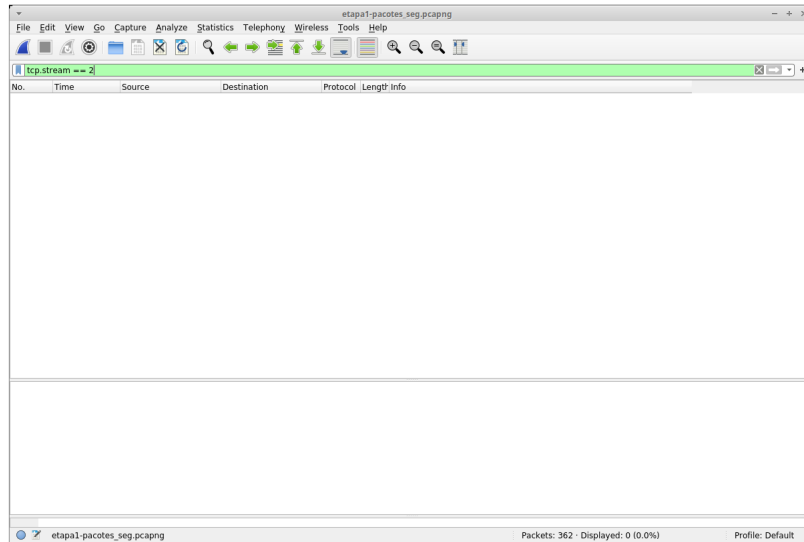 etapa1-pacotes_seg.pcapng
File Edit View Go Capture Analyze Statistics Telephony Wireless Tools Help
tcp.stream == 2
No. Time Source Destination Protocol Length Info
etapa1-pacotes_seg.pcapng Packets: 362 · Displayed: 0 (0.0%) Profile: Default